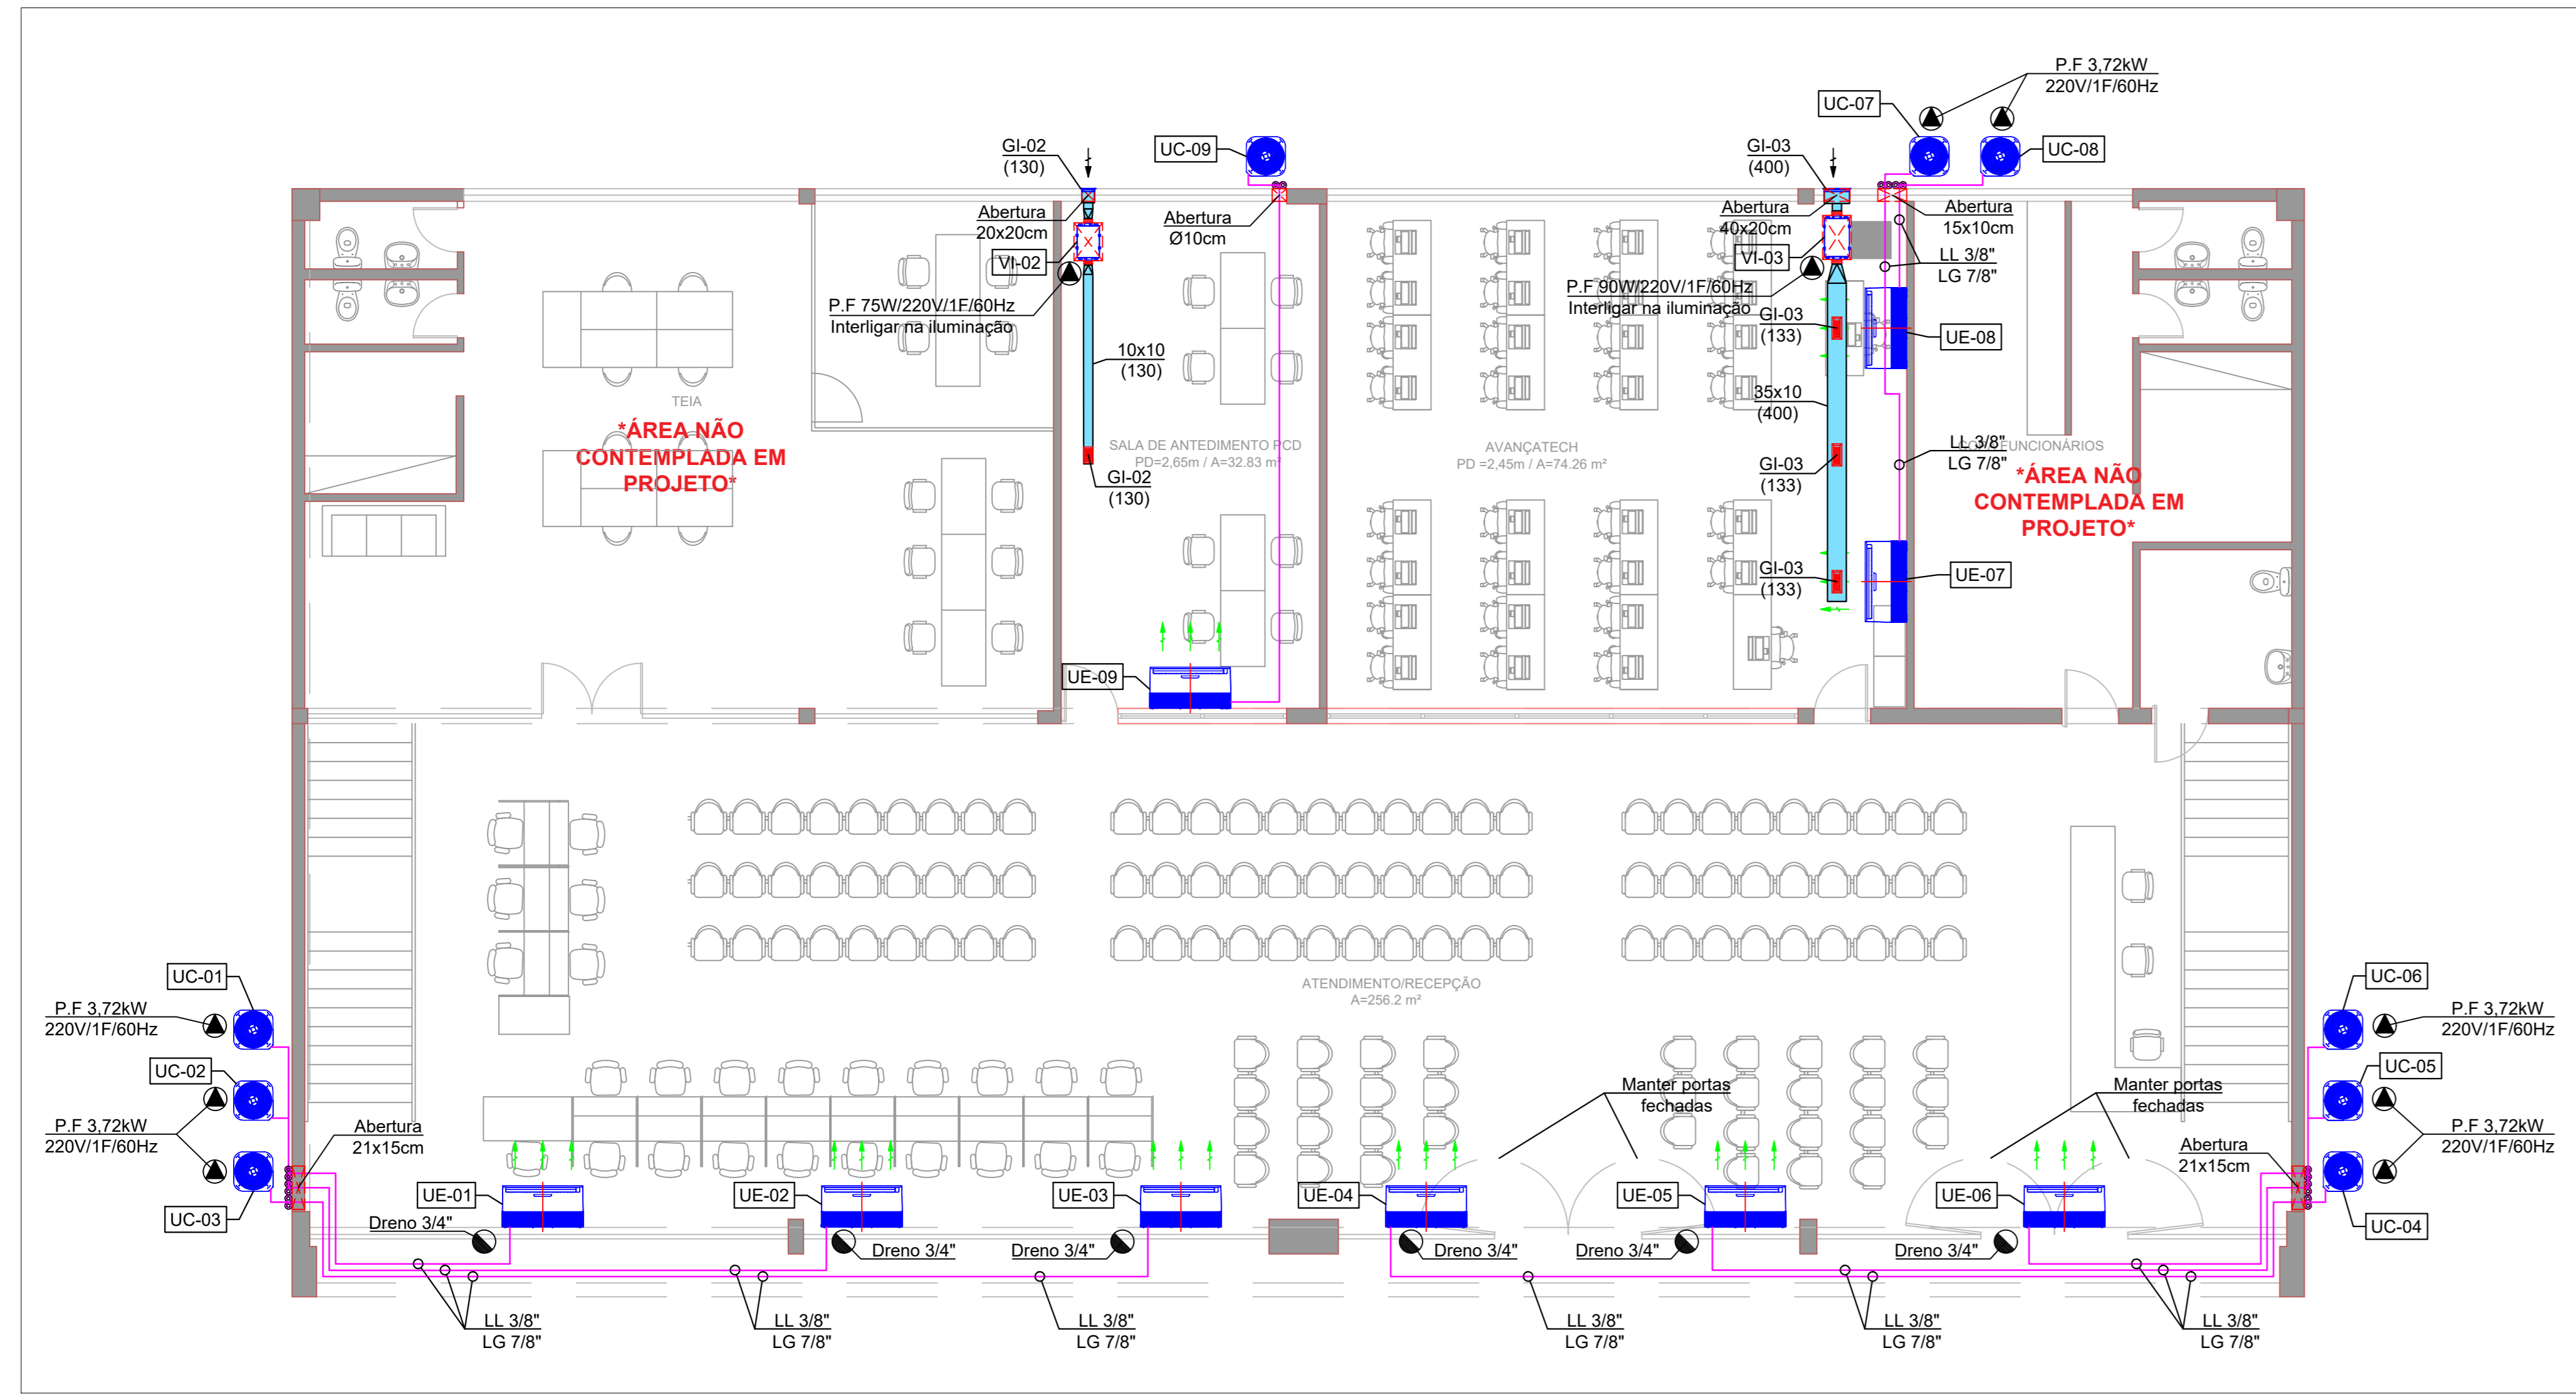 P.F 3,72kW
220V/1F/60Hz
UC-07
UC-08
GI-02
(130)
UC-09
GI-03
(400)
Abertura
20x20cm
Abertura
Ø10cm
Abertura
40x20cm
Abertura
15x10cm
VI-02
VI-03
LL 3/8"
LG 7/8"
P.F 75W/220V/1F/60Hz
Interligar na iluminação
P.F 90W/220V/1F/60Hz
Interligar na iluminação
GI-03
(133)
UE-08
10x10
(130)
35x10
(400)
TEIA
*ÁREA NÃO
CONTEMPLADA EM
PROJETO*
SALA DE ANTEDIMENTO PCD
PD=2,65m / A=32.83 m²
GI-02
(130)
AVANÇATECH
PD =2,45m / A=74.26 m²
GI-03
(133)
LL 3/8"
LG 7/8"
FUNCIONÁRIOS
*ÁREA NÃO
CONTEMPLADA EM
PROJETO*
GI-03
(133)
UE-07
UE-09
ATENDIMENTO/RECEPÇÃO
A=256.2 m²
UC-01
P.F 3,72kW
220V/1F/60Hz
UC-02
P.F 3,72kW
220V/1F/60Hz
UC-03
Abertura
21x15cm
UC-06
P.F 3,72kW
220V/1F/60Hz
UC-05
P.F 3,72kW
220V/1F/60Hz
UC-04
Abertura
21x15cm
Manter portas
fechadas
Manter portas
fechadas
UE-01
UE-02
UE-03
UE-04
UE-05
UE-06
Dreno 3/4"
Dreno 3/4"
Dreno 3/4"
Dreno 3/4"
Dreno 3/4"
Dreno 3/4"
LL 3/8"
LG 7/8"
LL 3/8"
LG 7/8"
LL 3/8"
LG 7/8"
LL 3/8"
LG 7/8"
LL 3/8"
LG 7/8"
LL 3/8"
LG 7/8"